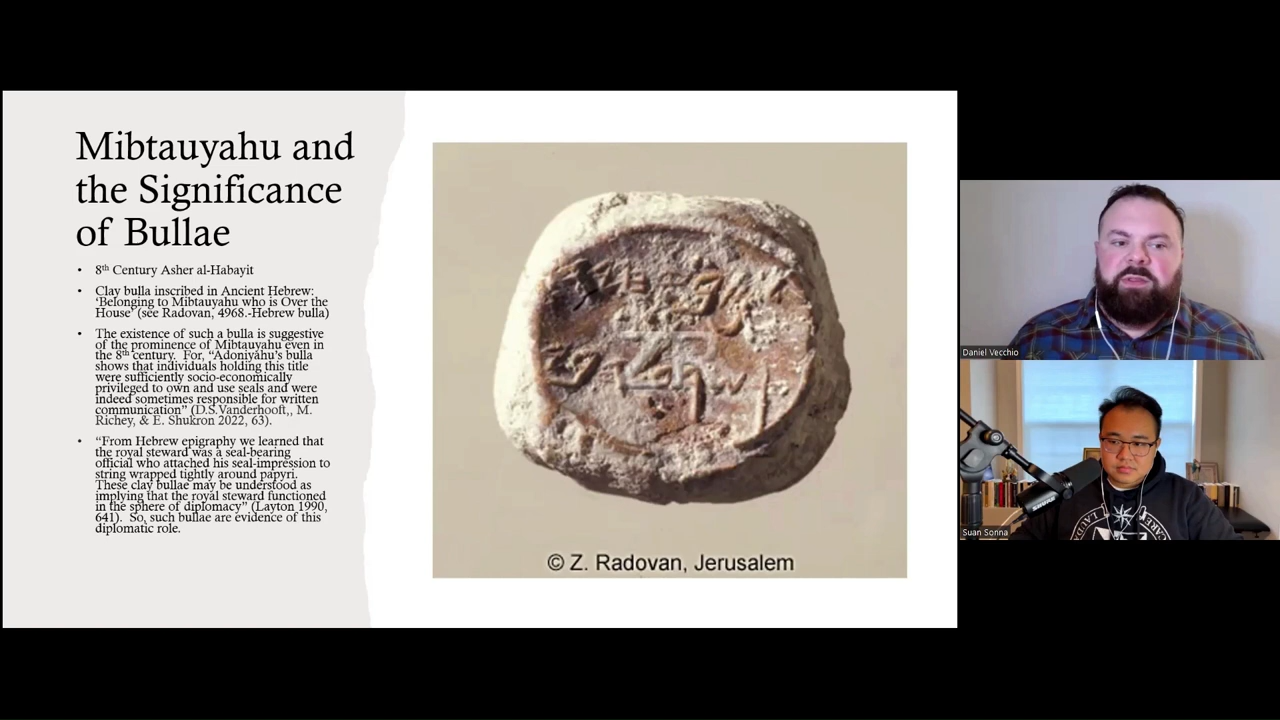 Mibtauyahu and
the Significance
of Bullae
• 8th Century Asher al-Habayit
• Clay bulla inscribed in Ancient Hebrew:
‘Belonging to Mibtauyahu who is Over the
House’ (see Radovan, 4968.-Hebrew bulla)
• The existence of such a bulla is suggestive
of the prominence of Mibtauyahu even in
the 8th century. For, “Adoniyahu’s bulla
shows that individuals holding this title
were sufficiently socio-economically
privileged to own and use seals and were
indeed sometimes responsible for written
communication” (D.S.Vanderhooft,, M.
Richey, & E. Shukron 2022, 63).
• “From Hebrew epigraphy we learned that
the royal steward was a seal-bearing
official who attached his seal-impression to
string wrapped tightly around papyri.
These clay bullae may be understood as
implying that the royal steward functioned
in the sphere of diplomacy” (Layton 1990,
641). So, such bullae are evidence of this
diplomatic role.
ZR
© Z. Radovan, Jerusalem
Daniel Vecchio
SHURE
Suan Sonna